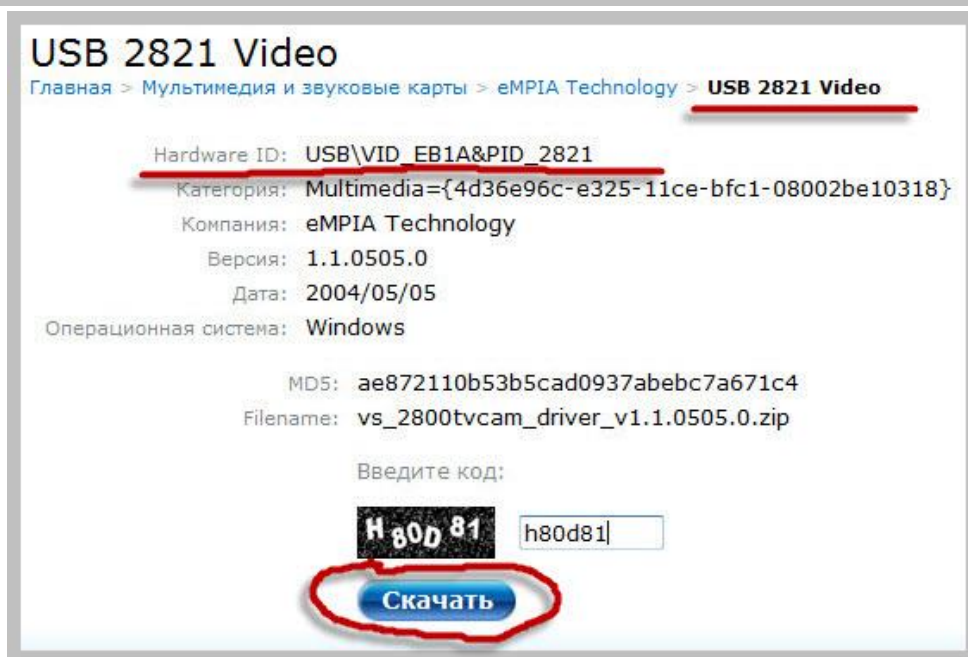 USB 2821 Video
Главная > Мультимедия и звуковые карты > eMPIA Technology > USB 2821 Video
Hardware ID: USB\VID_EB1A&PID_2821
Категория: Multimedia={4d36e96c-e325-11ce-bfc1-08002be10318}
Компания: eMPIA Technology
Версия: 1.1.0505.0
Дата: 2004/05/05
Операционная система: Windows
MD5: ae872110b53b5cad0937abebc7a671c4
Filename: vs_2800tvcam_driver_v1.1.0505.0.zip
Введите код:
H80D81 h80d81
Скачать